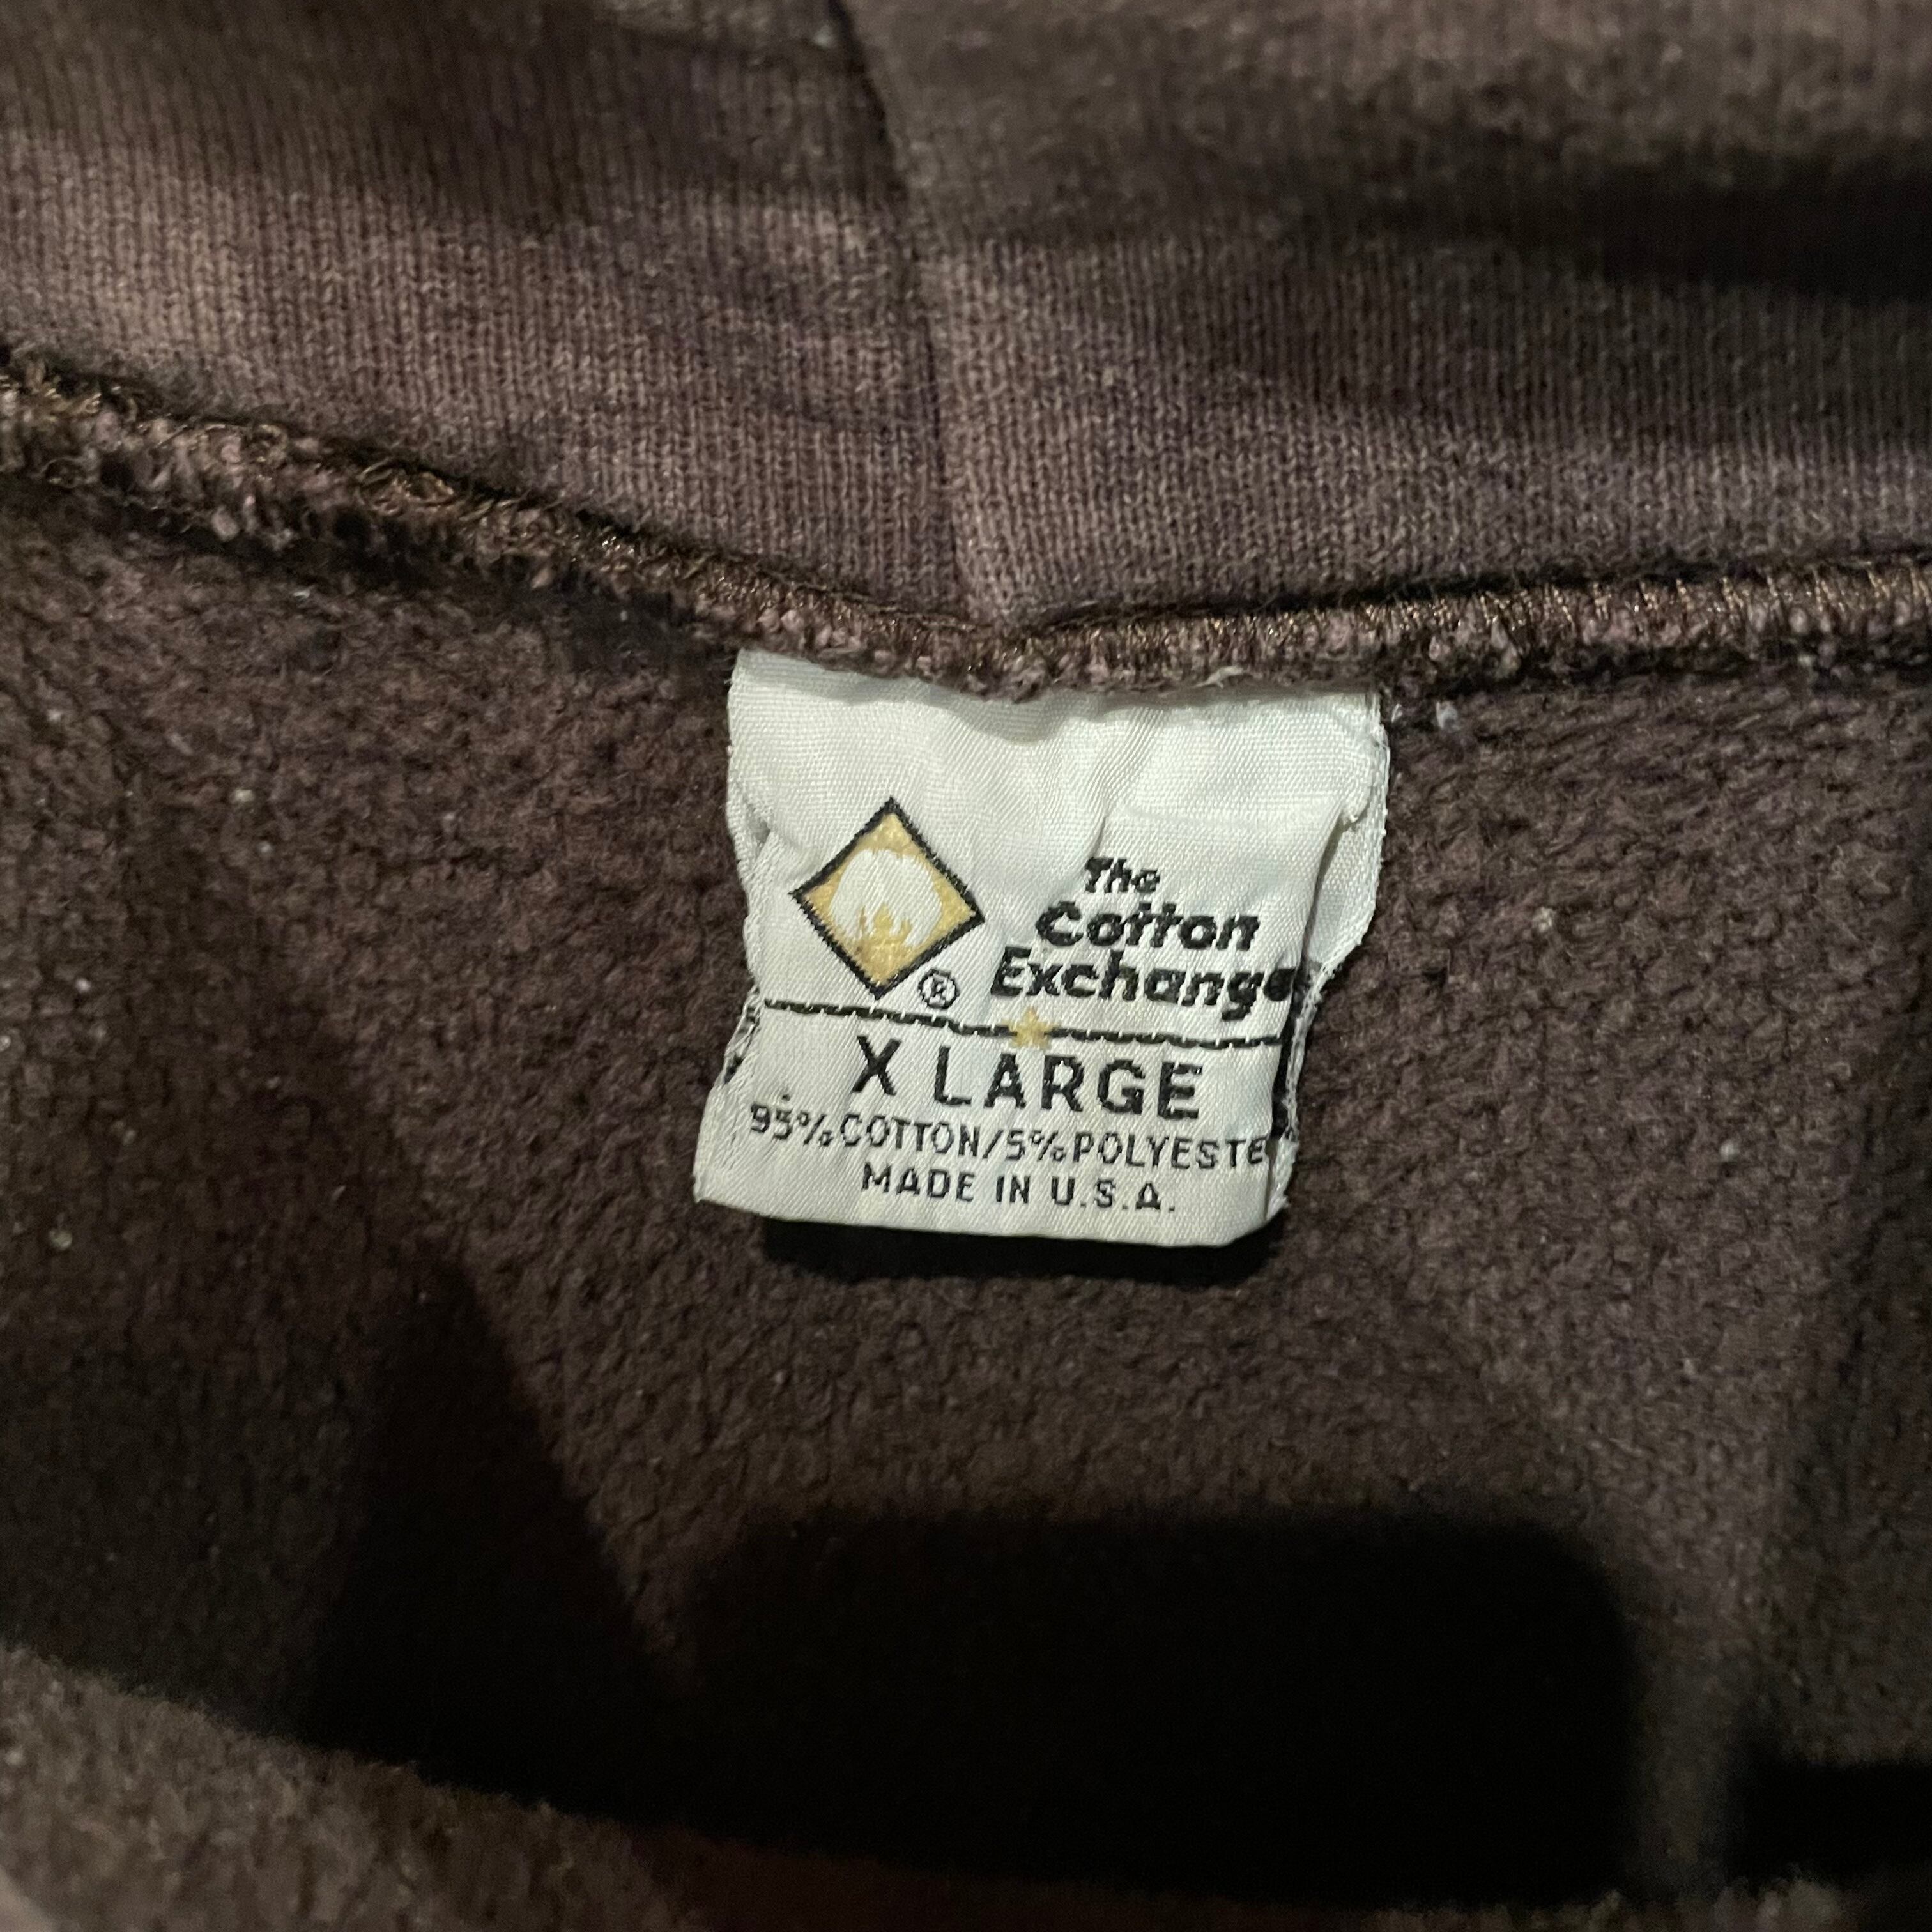 The
Cotton
Exchange
®
X LARGE
95% COTTON/5% POLYESTE
MADE IN U.S.A.